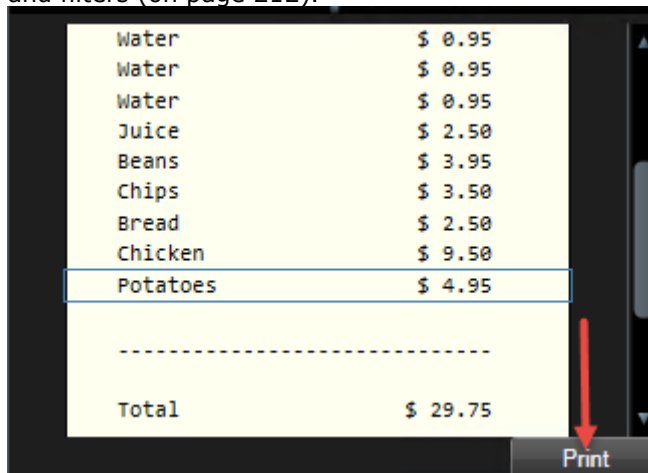 and filters (on page 212).
Water $ 0.95
Water $ 0.95
Water $ 0.95
Juice $ 2.50
Beans $ 3.95
Chips $ 3.50
Bread $ 2.50
Chicken $ 9.50
Potatoes $ 4.95
------------------------------
Total $ 29.75
Print